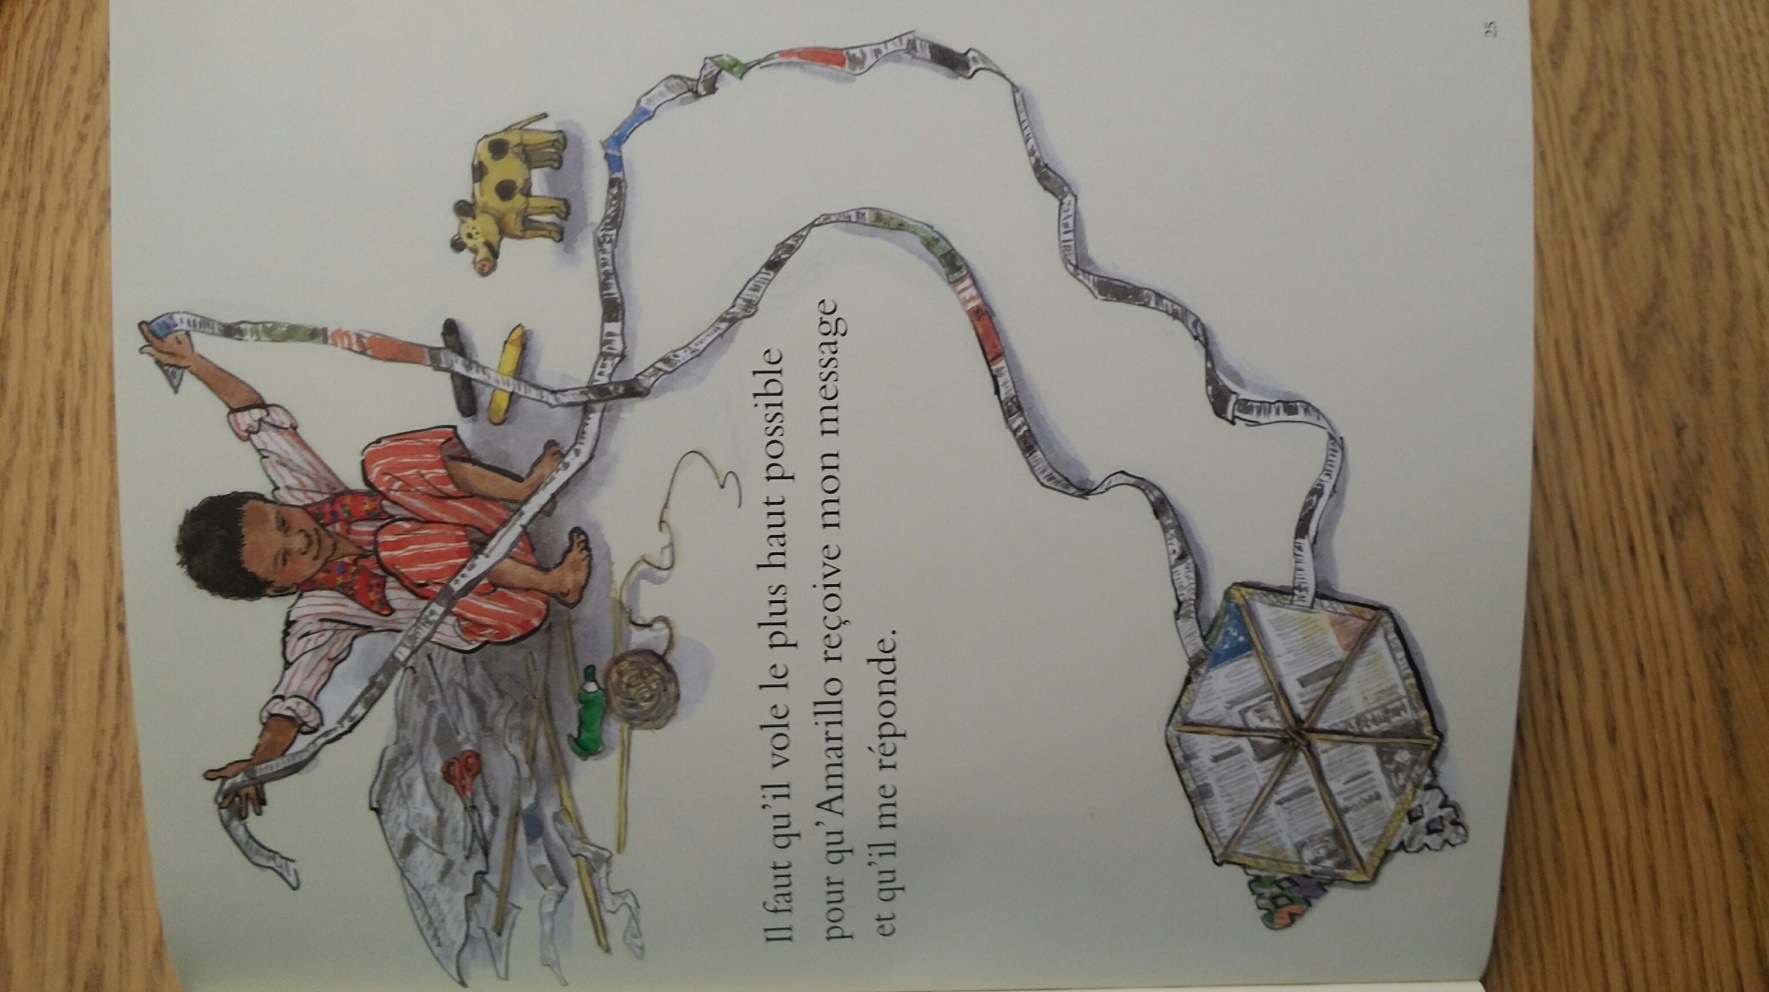 Il faut qu'il vole le plus haut possible
pour qu'Amarillo reçoive mon message
et qu'il me réponde.
25